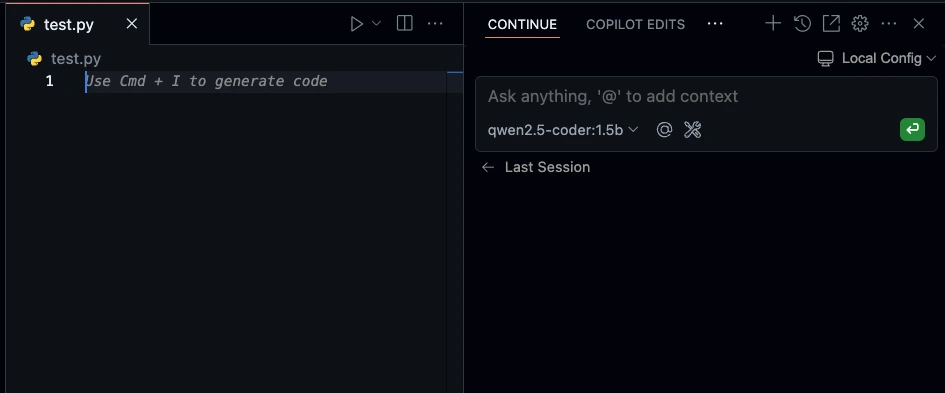 test.py
test.py
1 Use Cmd + I to generate code
CONTINUE COPILOT EDITS
Local Config
Ask anything, '@' to add context
qwen2.5-coder:1.5b @
← Last Session